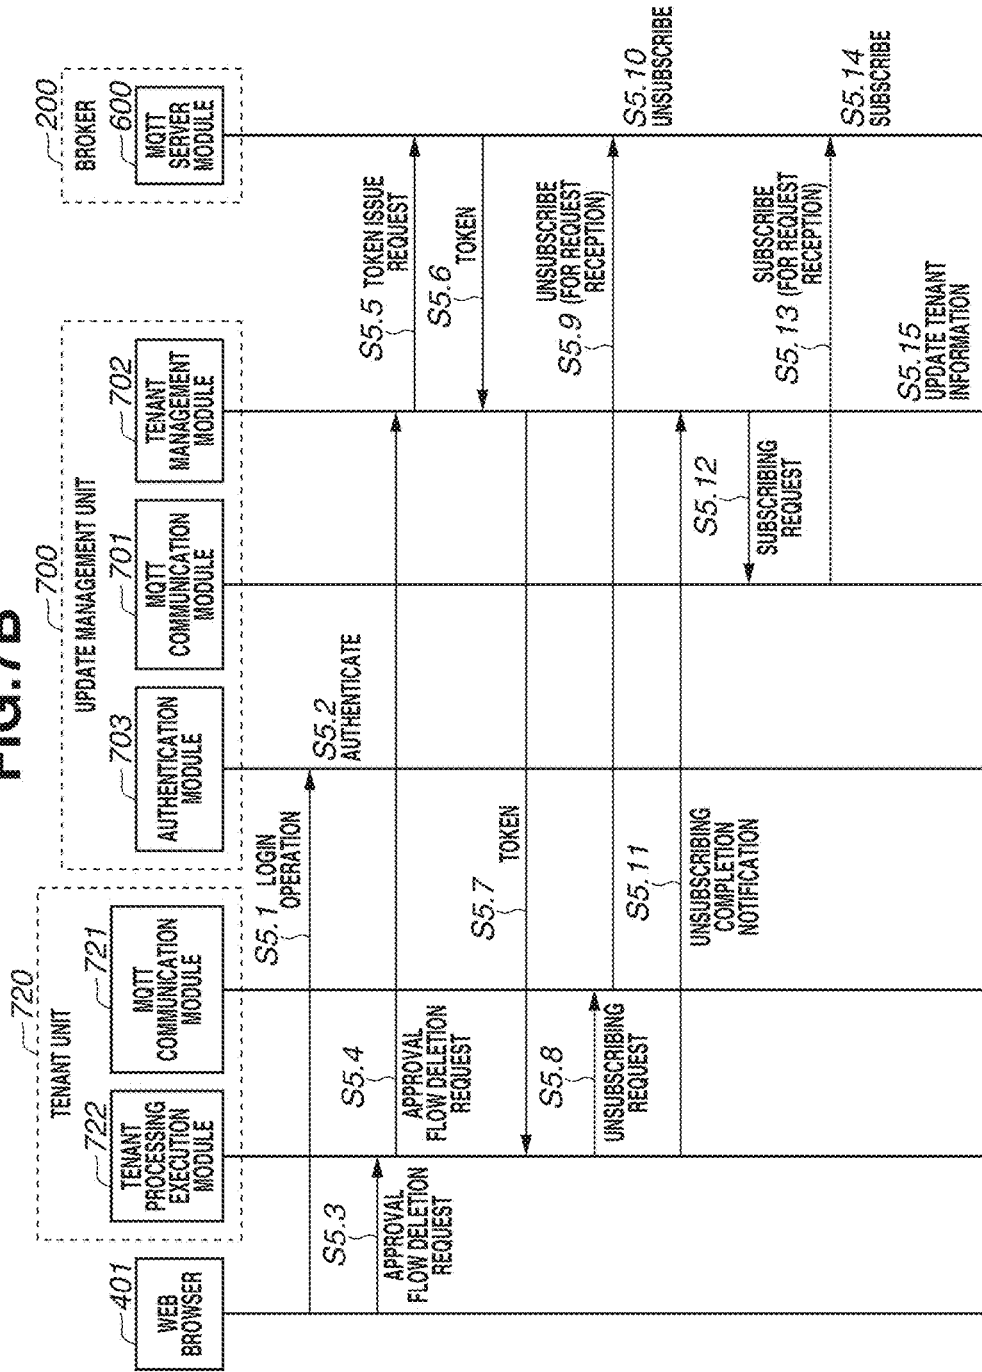 FIG.7B
401
WEB
BROWSER
720
TENANT UNIT
722
TENANT
PROCESSING
EXECUTION
MODULE
721
MQTT
COMMUNICATION
MODULE
700
UPDATE MANAGEMENT UNIT
703
AUTHENTICATION
MODULE
701
MQTT
COMMUNICATION
MODULE
702
TENANT
MANAGEMENT
MODULE
200
BROKER
600
MQTT
SERVER
MODULE
S5.1 LOGIN
OPERATION
S5.2
AUTHENTICATE
S5.3
APPROVAL
FLOW DELETION
REQUEST
S5.4
APPROVAL
FLOW DELETION
REQUEST
S5.5 TOKEN ISSUE
REQUEST
S5.6
TOKEN
S5.7
TOKEN
S5.8
UNSUBSCRIBING
REQUEST
UNSUBSCRIBE
S5.9 (FOR REQUEST
RECEPTION)
S5.10
UNSUBSCRIBE
S5.11
UNSUBSCRIBING
COMPLETION
NOTIFICATION
S5.12
SUBSCRIBING
REQUEST
SUBSCRIBE
S5.13 (FOR REQUEST
RECEPTION)
S5.14
SUBSCRIBE
S5.15
UPDATE TENANT
INFORMATION